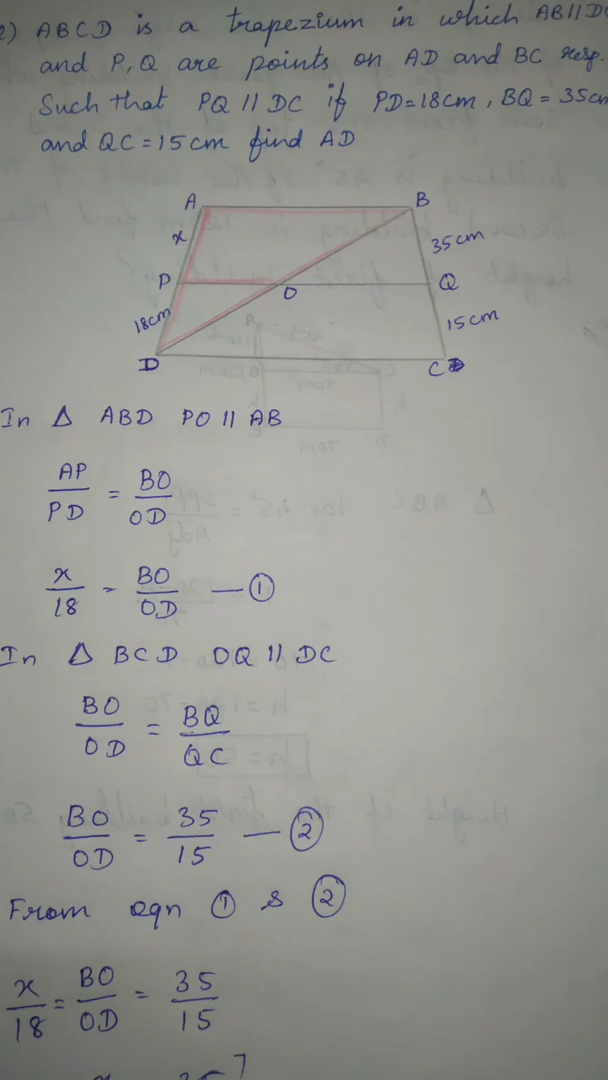 2) ABCD is a trapezium in which AB || DC
and P, Q are points on AD and BC resp.
Such that PQ || DC if PD=18cm, BQ = 35cm
and QC = 15cm find AD
A B
x 35cm
P O Q
18cm 15cm
D C
In Δ ABD PO || AB
AP/PD = BO/OD
x/18 = BO/OD — ①
In Δ BCD OQ || DC
BO/OD = BQ/QC
BO/OD = 35/15 — ②
From eqn ① & ②
x/18 = BO/OD = 35/15